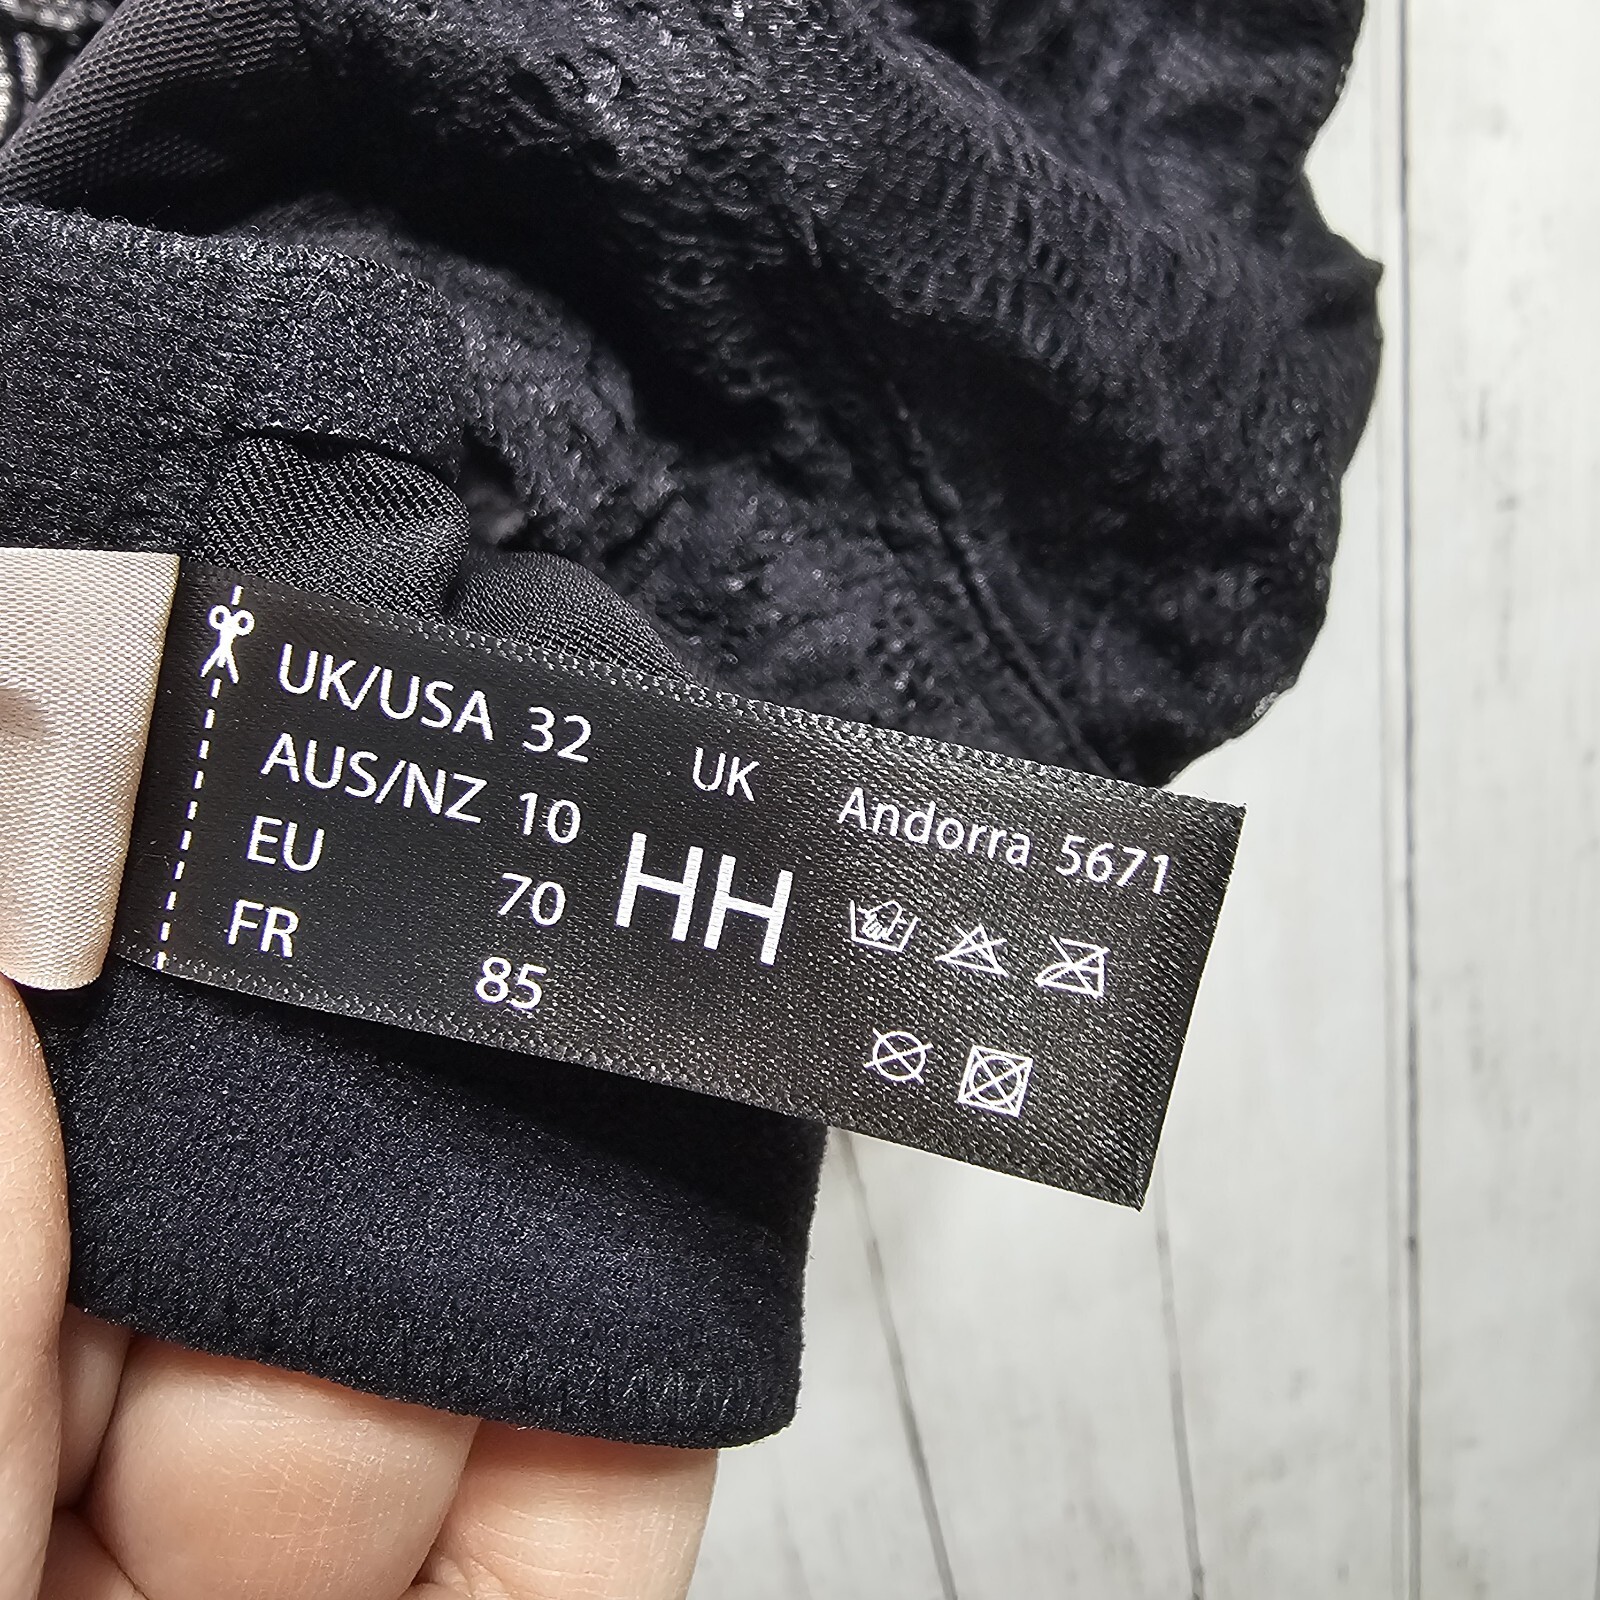 UK/USA 32
AUS/NZ 10
EU 70
FR 85
UK
HH
Andorra 5671